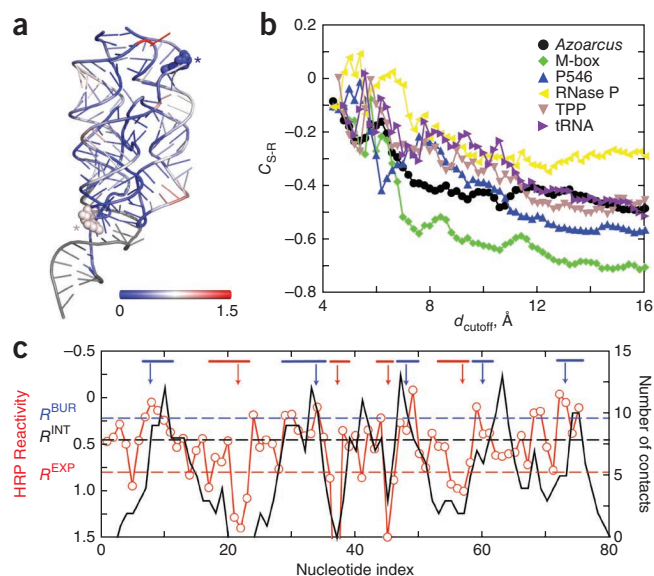 a
*
*
0 1.5
b
0.2
0
−0.2
−0.4
−0.6
−0.8
C S-R
Azoarcus
M-box
P546
RNase P
TPP
tRNA
4 8 12 16
d cutoff, Å
c
−0.5
0
0.5
1.0
1.5
HRP Reactivity
R BUR
R INT
R EXP
15
10
5
0
Number of contacts
0 20 40 60 80
Nucleotide index